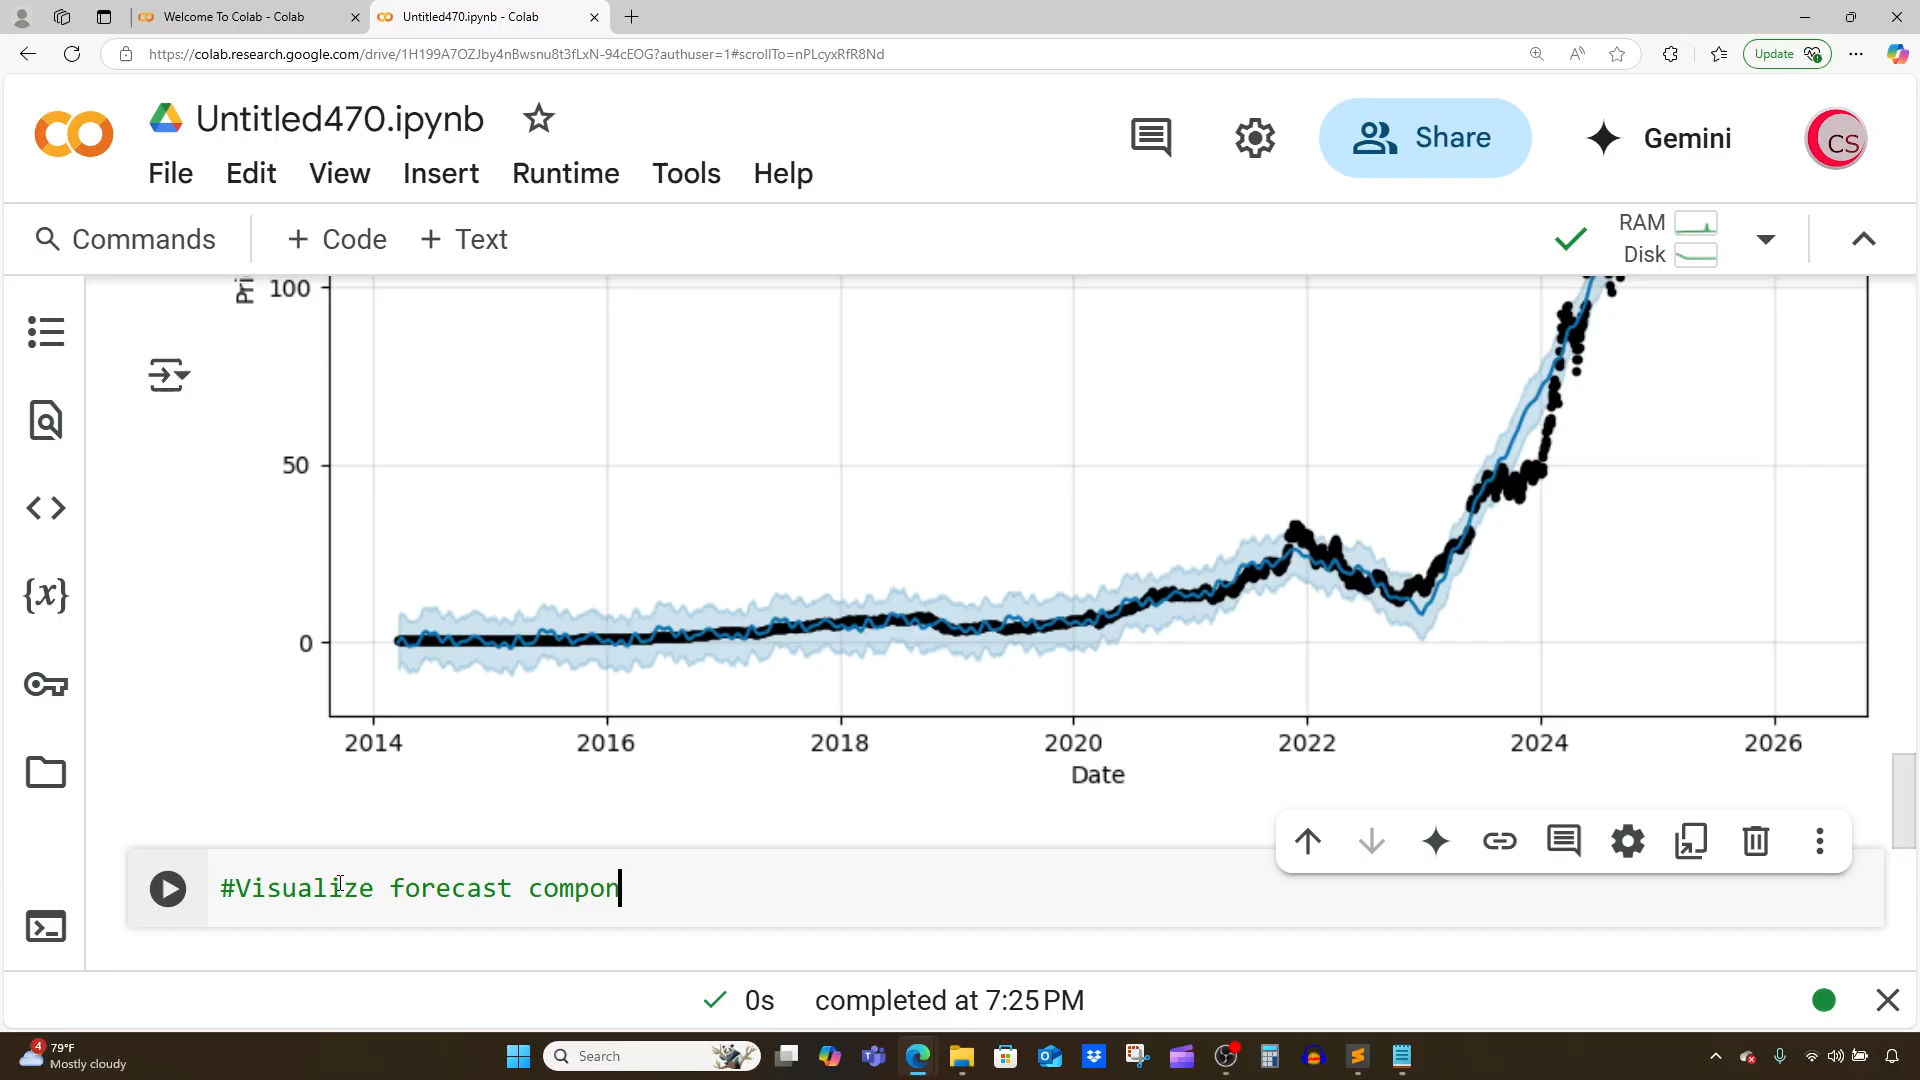 Welcome To Colab - Colab
Untitled470.ipynb - Colab
https://colab.research.google.com/drive/1H199A7OZJby4nBwsnu8t3fLxN-94cEOG?authuser=1#scrollTo=nPLcyxRfR8Nd
Update
Untitled470.ipynb
Share
Gemini
CS
File Edit View Insert Runtime Tools Help
Commands
+ Code + Text
RAM
Disk
Pri
100
50
0
2014 2016 2018 2020 2022 2024 2026
Date
#Visualize forecast compon
0s completed at 7:25 PM
4
79°F
Mostly cloudy
Search